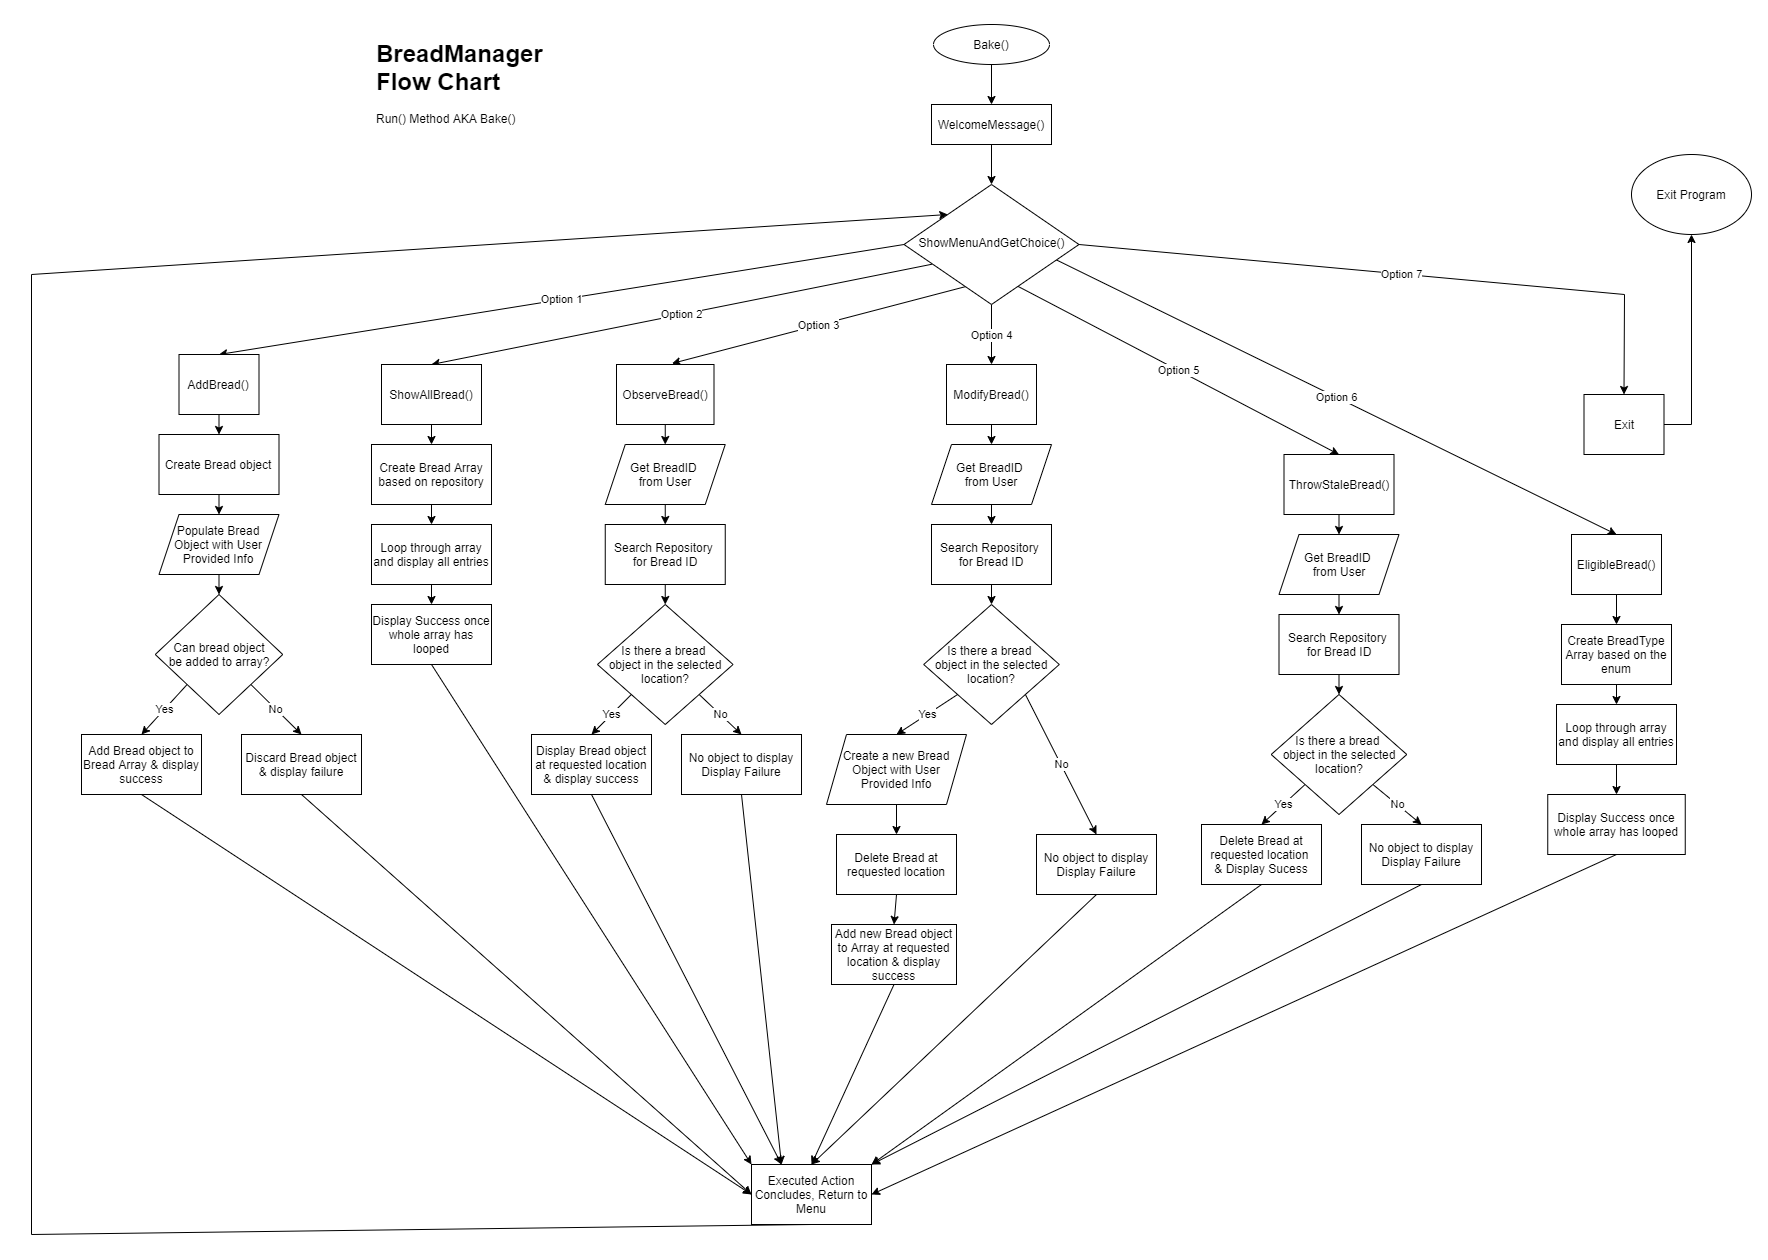 BreadManager
Flow Chart
Run() Method AKA Bake()
Bake()
WelcomeMessage()
Exit Program
ShowMenuAndGetChoice()
Option 1
Option 2
Option 3
Option 4
Option 5
Option 6
Option 7
AddBread()
Create Bread object
Populate Bread
Object with User
Provided Info
Can bread object
be added to array?
Yes
No
Add Bread object to
Bread Array & display
success
Discard Bread object
& display failure
ShowAllBread()
Create Bread Array
based on repository
Loop through array
and display all entries
Display Success once
whole array has
looped
ObserveBread()
Get BreadID
from User
Search Repository
for Bread ID
Is there a bread
object in the selected
location?
Yes
No
Display Bread object
at requested location
& display success
No object to display
Display Failure
ModifyBread()
Get BreadID
from User
Search Repository
for Bread ID
Is there a bread
object in the selected
location?
Yes
No
Create a new Bread
Object with User
Provided Info
Delete Bread at
requested location
Add new Bread object
to Array at requested
location & display
success
No object to display
Display Failure
ThrowStaleBread()
Get BreadID
from User
Search Repository
for Bread ID
Is there a bread
object in the selected
location?
Yes
No
Delete Bread at
requested location
& Display Sucess
No object to display
Display Failure
EligibleBread()
Create BreadType
Array based on the
enum
Loop through array
and display all entries
Display Success once
whole array has looped
Exit
Executed Action
Concludes, Return to
Menu